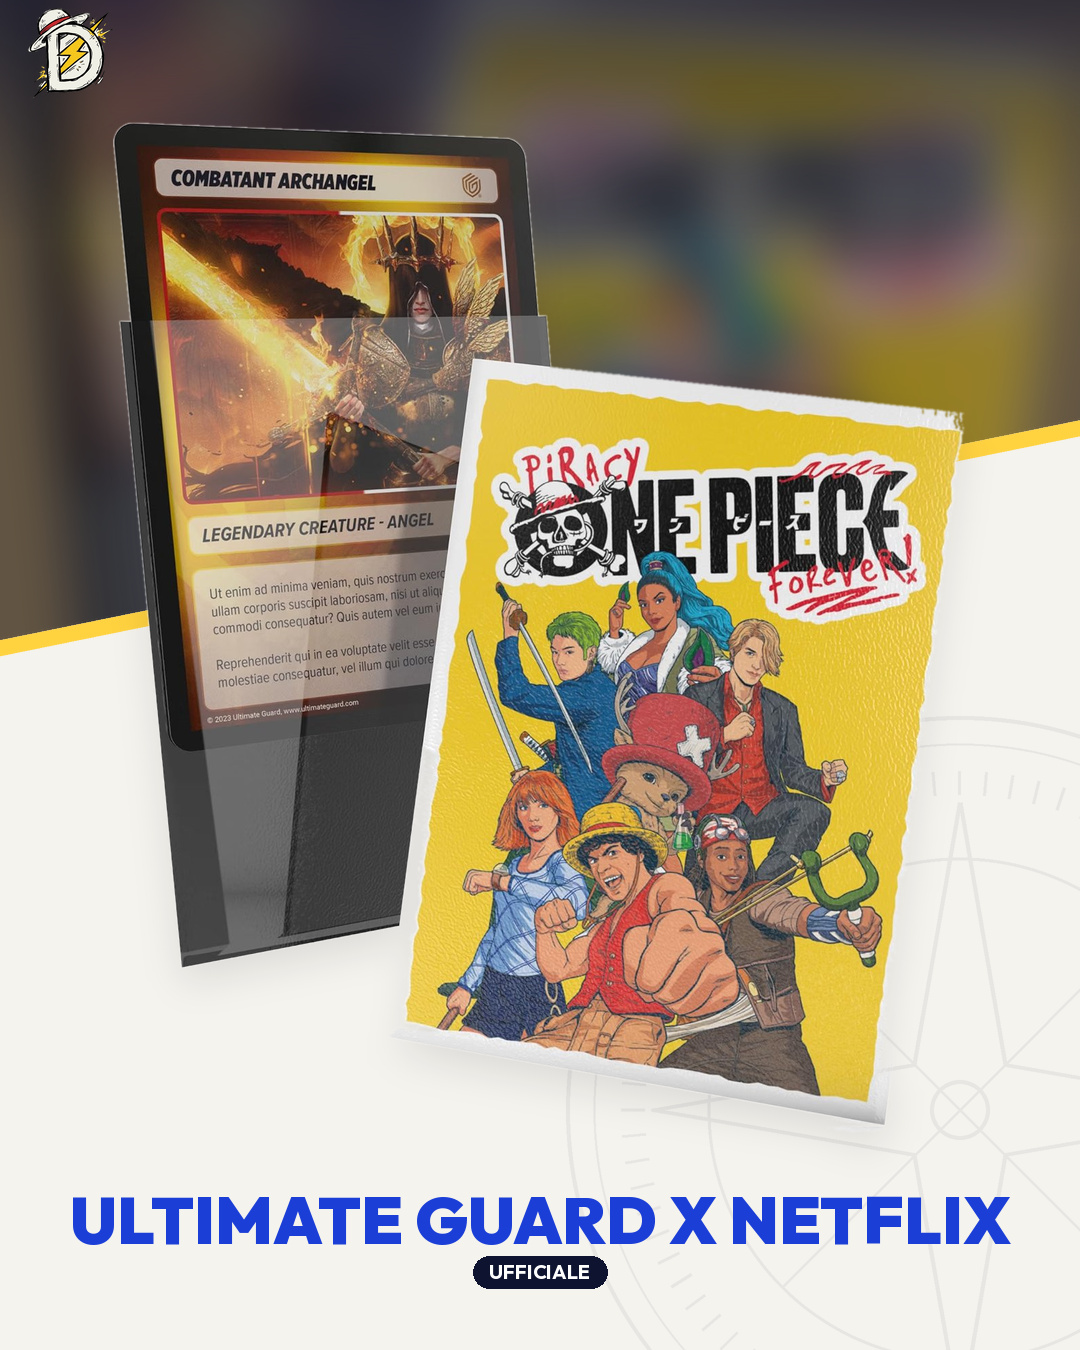 D
COMBATANT ARCHANGEL
LEGENDARY CREATURE - ANGEL
Ut enim ad minima veniam, quis nostrum
ullam corporis suscipit laboriosam, nisi ut
commodi consequatur? Quis autem vel eum
Reprehenderit qui in ea voluptate velit esse
molestiae consequatur, vel illum qui dolore
© 2023 Ultimate Guard, www.ultimateguard.com
PiRACY
ONE PIECE
ワンピース
FOReVeR!
ULTIMATE GUARD X NETFLIX
UFFICIALE